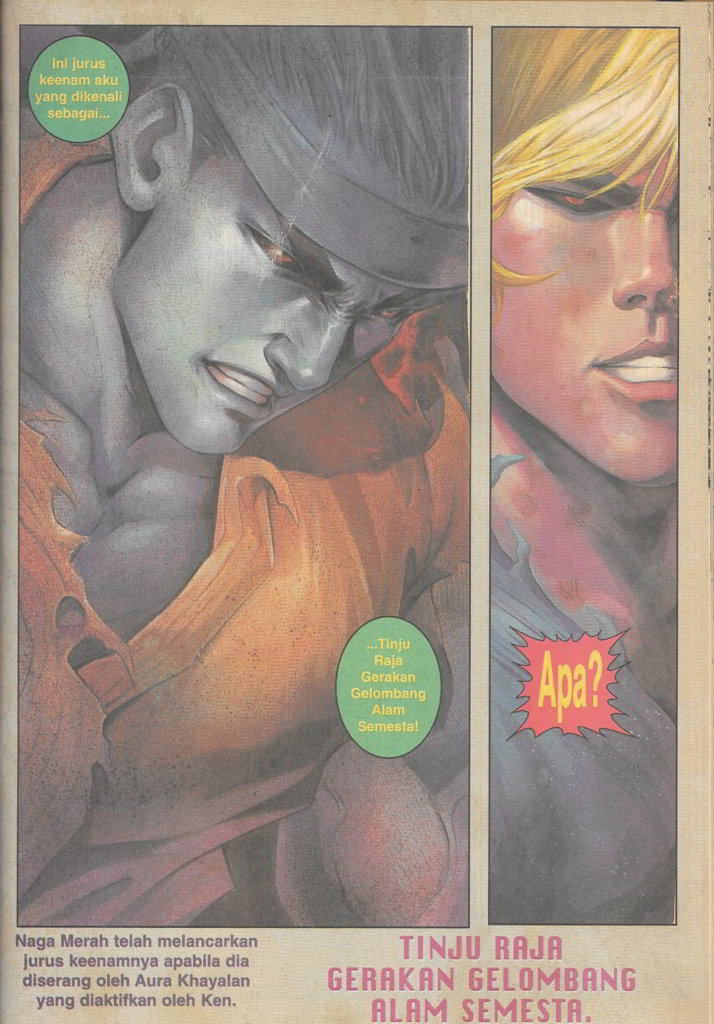 Ini jurus
keenam aku
yang dikenali
sebagai...
...Tinju
Raja
Gerakan
Gelombang
Alam
Semesta!
Apa?
Naga Merah telah melancarkan
jurus keenamnya apabila dia
diserang oleh Aura Khayalan
yang diaktifkan oleh Ken.
TINJU RAJA
GERAKAN GELOMBANG
ALAM SEMESTA.